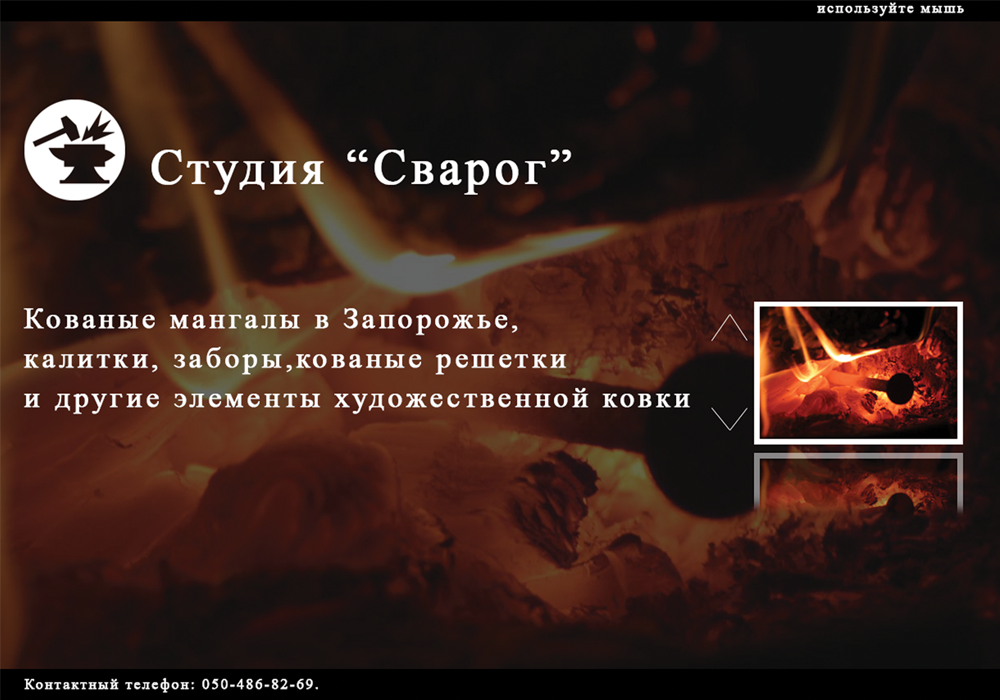 используйте мышь
Студия “Сварог”
Кованые мангалы в Запорожье,
калитки, заборы,кованые решетки
и другие элементы художественной ковки
Контактный телефон: 050-486-82-69.